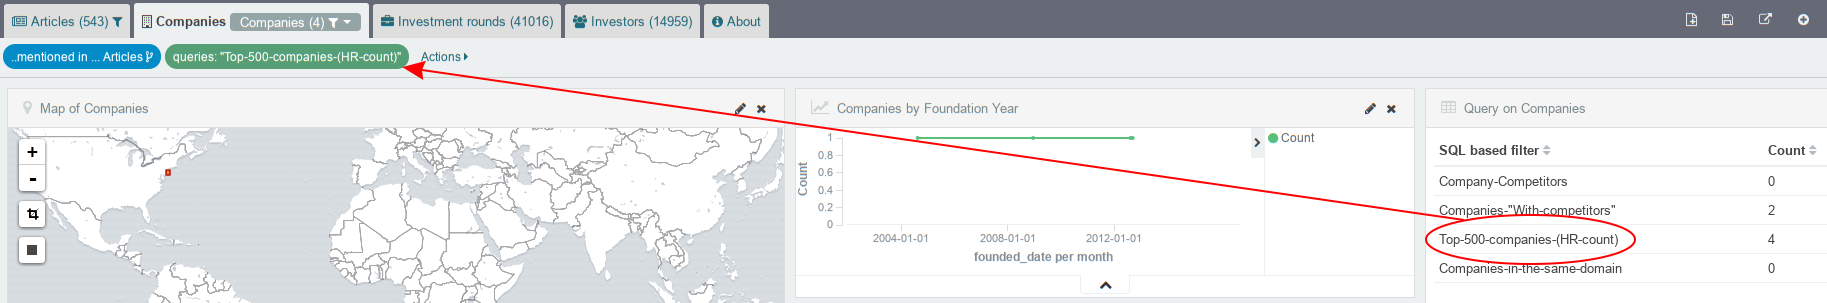 Articles (543) Companies Companies (4) Investment rounds (41016) Investors (14959) About
..mentioned in ... Articles queries: "Top-500-companies-(HR-count)" Actions
Map of Companies
+
-
Companies by Foundation Year
1
0.8
0.6
0.4
0.2
0
Count
2004-01-01 2008-01-01 2012-01-01
founded_date per month
Count
Query on Companies
SQL based filter Count
Company-Competitors 0
Companies-"With-competitors" 2
Top-500-companies-(HR-count) 4
Companies-in-the-same-domain 0